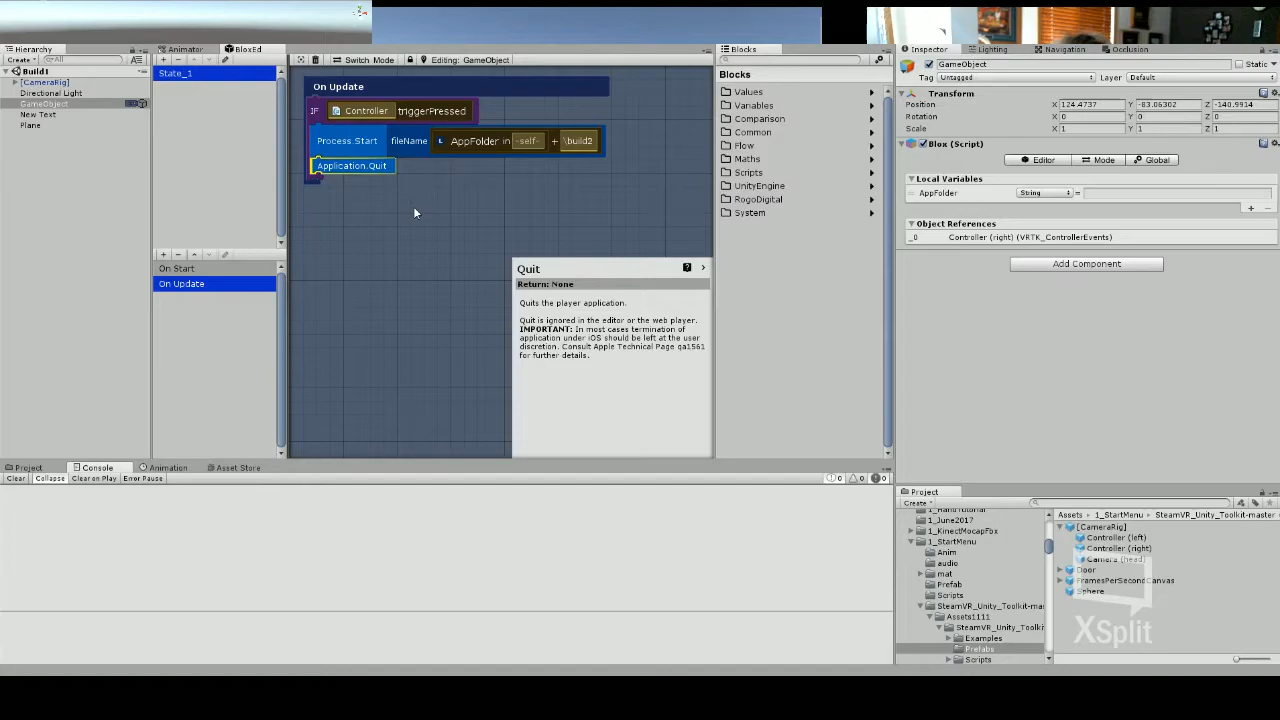 Hierarchy
Create
All
Build1
[CameraRig]
Directional Light
GameObject
New Text
Plane
Animator
BloxEd
State_1
On Start
On Update
Switch Mode
Editing: GameObject
On Update
IF Controller triggerPressed
Process.Start fileName L AppFolder in -self- + \build2
Application.Quit
Quit
Return: None
Quits the player application.
Quit is ignored in the editor or the web player.
IMPORTANT: In most cases termination of
application under iOS should be left at the user
discretion. Consult Apple Technical Page qa1561
for further details.
Blocks
Blocks
Values
Variables
Comparison
Common
Flow
Maths
Scripts
UnityEngine
RogoDigital
System
Inspector
Lighting
Navigation
Occlusion
GameObject
Static
Tag Untagged Layer Default
Transform
Position X 124.4737 Y -83.06302 Z -140.9914
Rotation X 0 Y 0 Z 0
Scale X 1 Y 1 Z 1
Blox (Script)
Editor
Mode
Global
Local Variables
AppFolder String =
Object References
_0 Controller (right) (VRTK_ControllerEvents)
Add Component
Project
Console
Animation
Asset Store
Clear
Collapse
Clear on Play
Error Pause
0 0 0
Project
Create
1_June2017
1_KinectMocapFbx
1_StartMenu
Anim
audio
mat
Prefab
Scripts
SteamVR_Unity_Toolkit-mas
Assets1111
SteamVR_Unity_Toolki
Examples
Prefabs
Scripts
Assets 1_StartMenu SteamVR_Unity_Toolkit-master
[CameraRig]
Controller (left)
Controller (right)
Camera (head)
Door
FramesPerSecondCanvas
Sphere
XSplit